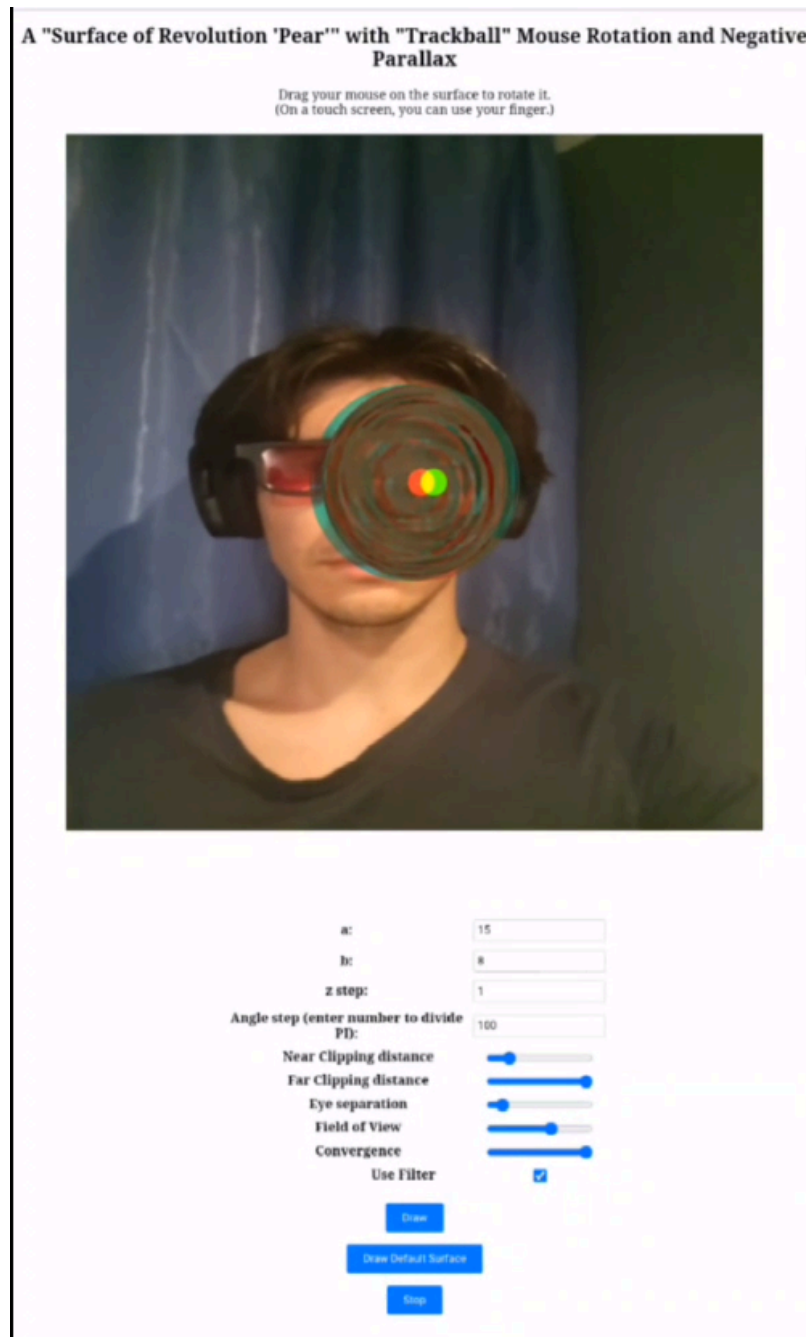 A "Surface of Revolution 'Pear'" with "Trackball" Mouse Rotation and Negative
Parallax
Drag your mouse on the surface to rotate it.
(On a touch screen, you can use your finger.)
a: 15
b: 8
z step: 1
Angle step (enter number to divide
PI): 100
Near Clipping distance
Far Clipping distance
Eye separation
Field of View
Convergence
Use Filter
Draw
Draw Default Surface
Stop